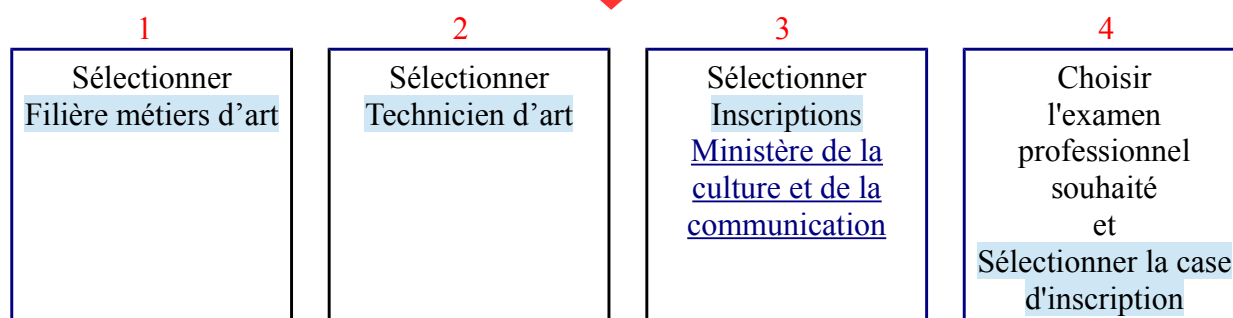 1
Sélectionner
Filière métiers d’art
2
Sélectionner
Technicien d’art
3
Sélectionner
Inscriptions
Ministère de la
culture et de la
communication
4
Choisir
l'examen
professionnel
souhaité
et
Sélectionner la case
d'inscription